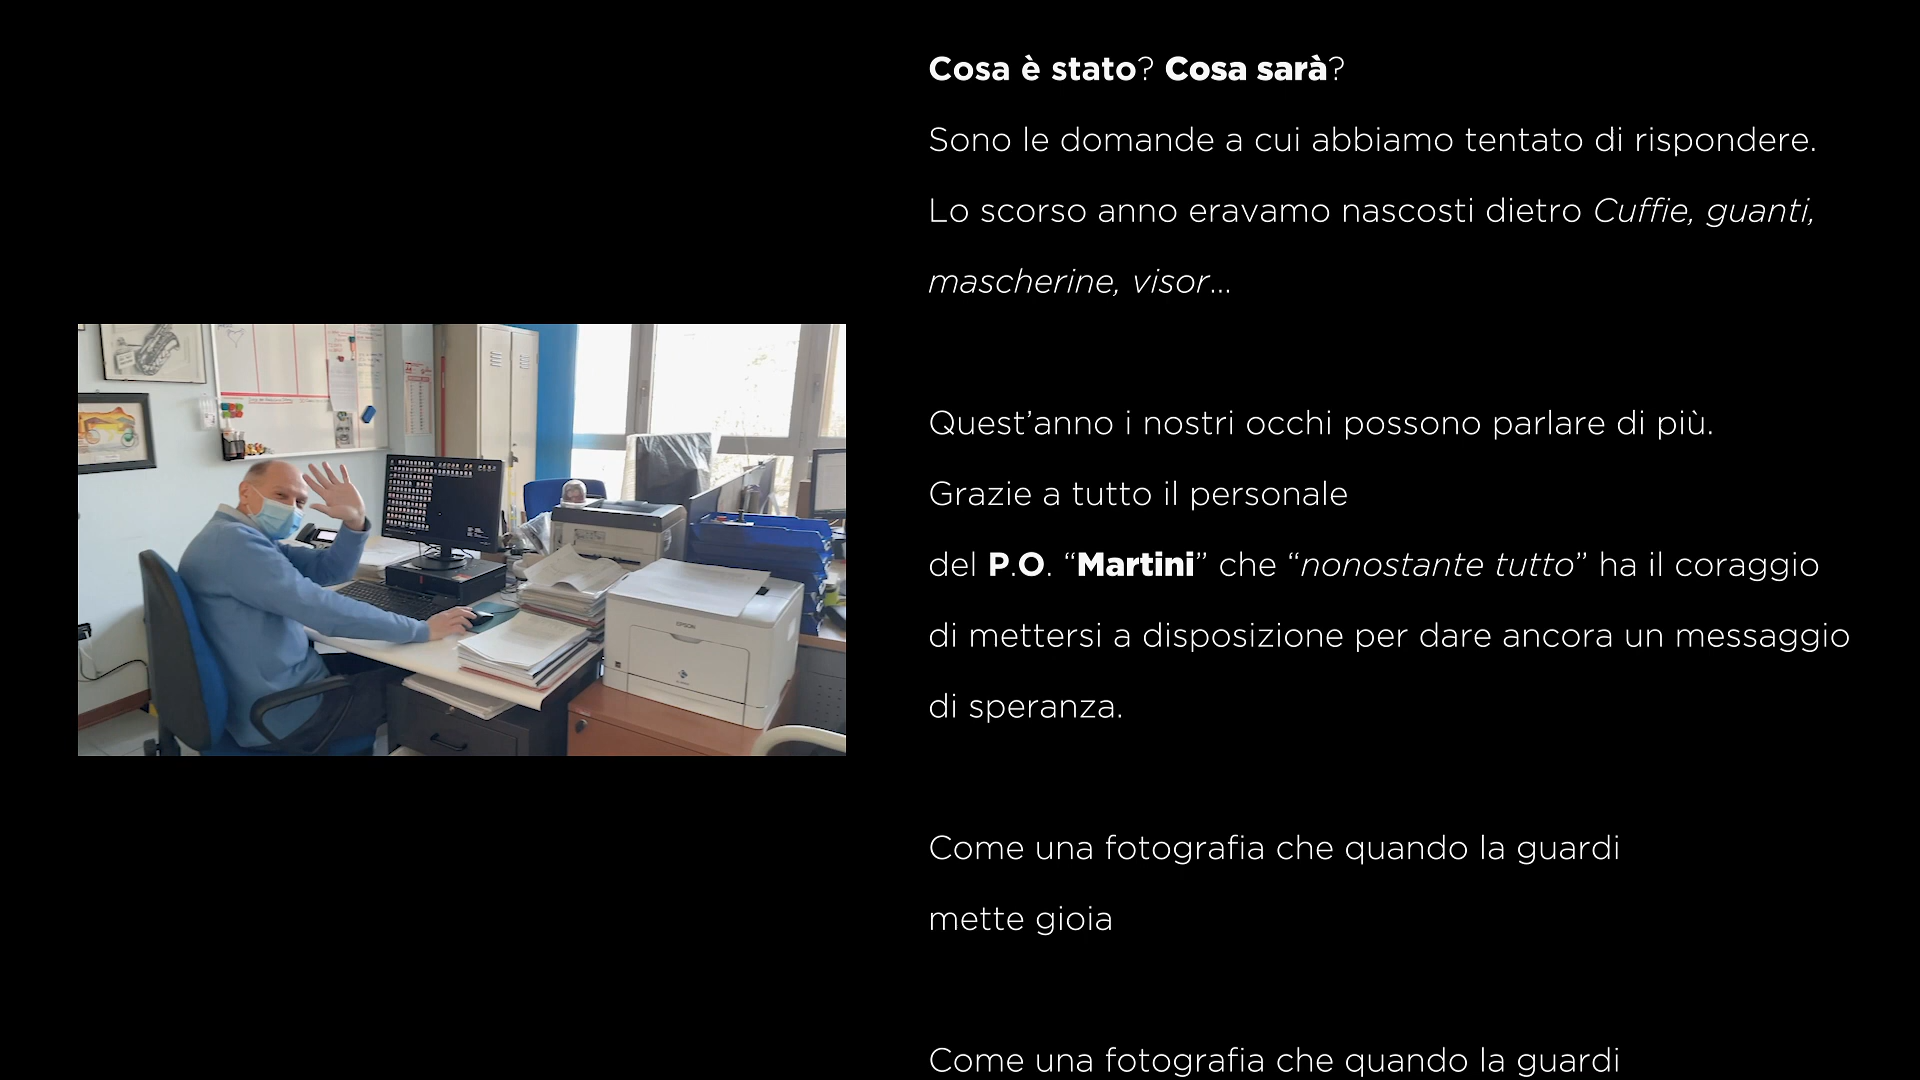 Cosa è stato? Cosa sarà?
Sono le domande a cui abbiamo tentato di rispondere.
Lo scorso anno eravamo nascosti dietro Cuffie, guanti,
mascherine, visor...
Quest’anno i nostri occhi possono parlare di più.
Grazie a tutto il personale
del P.O. “Martini” che “nonostante tutto” ha il coraggio
di mettersi a disposizione per dare ancora un messaggio
di speranza.
Come una fotografia che quando la guardi
mette gioia
Come una fotografia che quando la guardi
EPSON